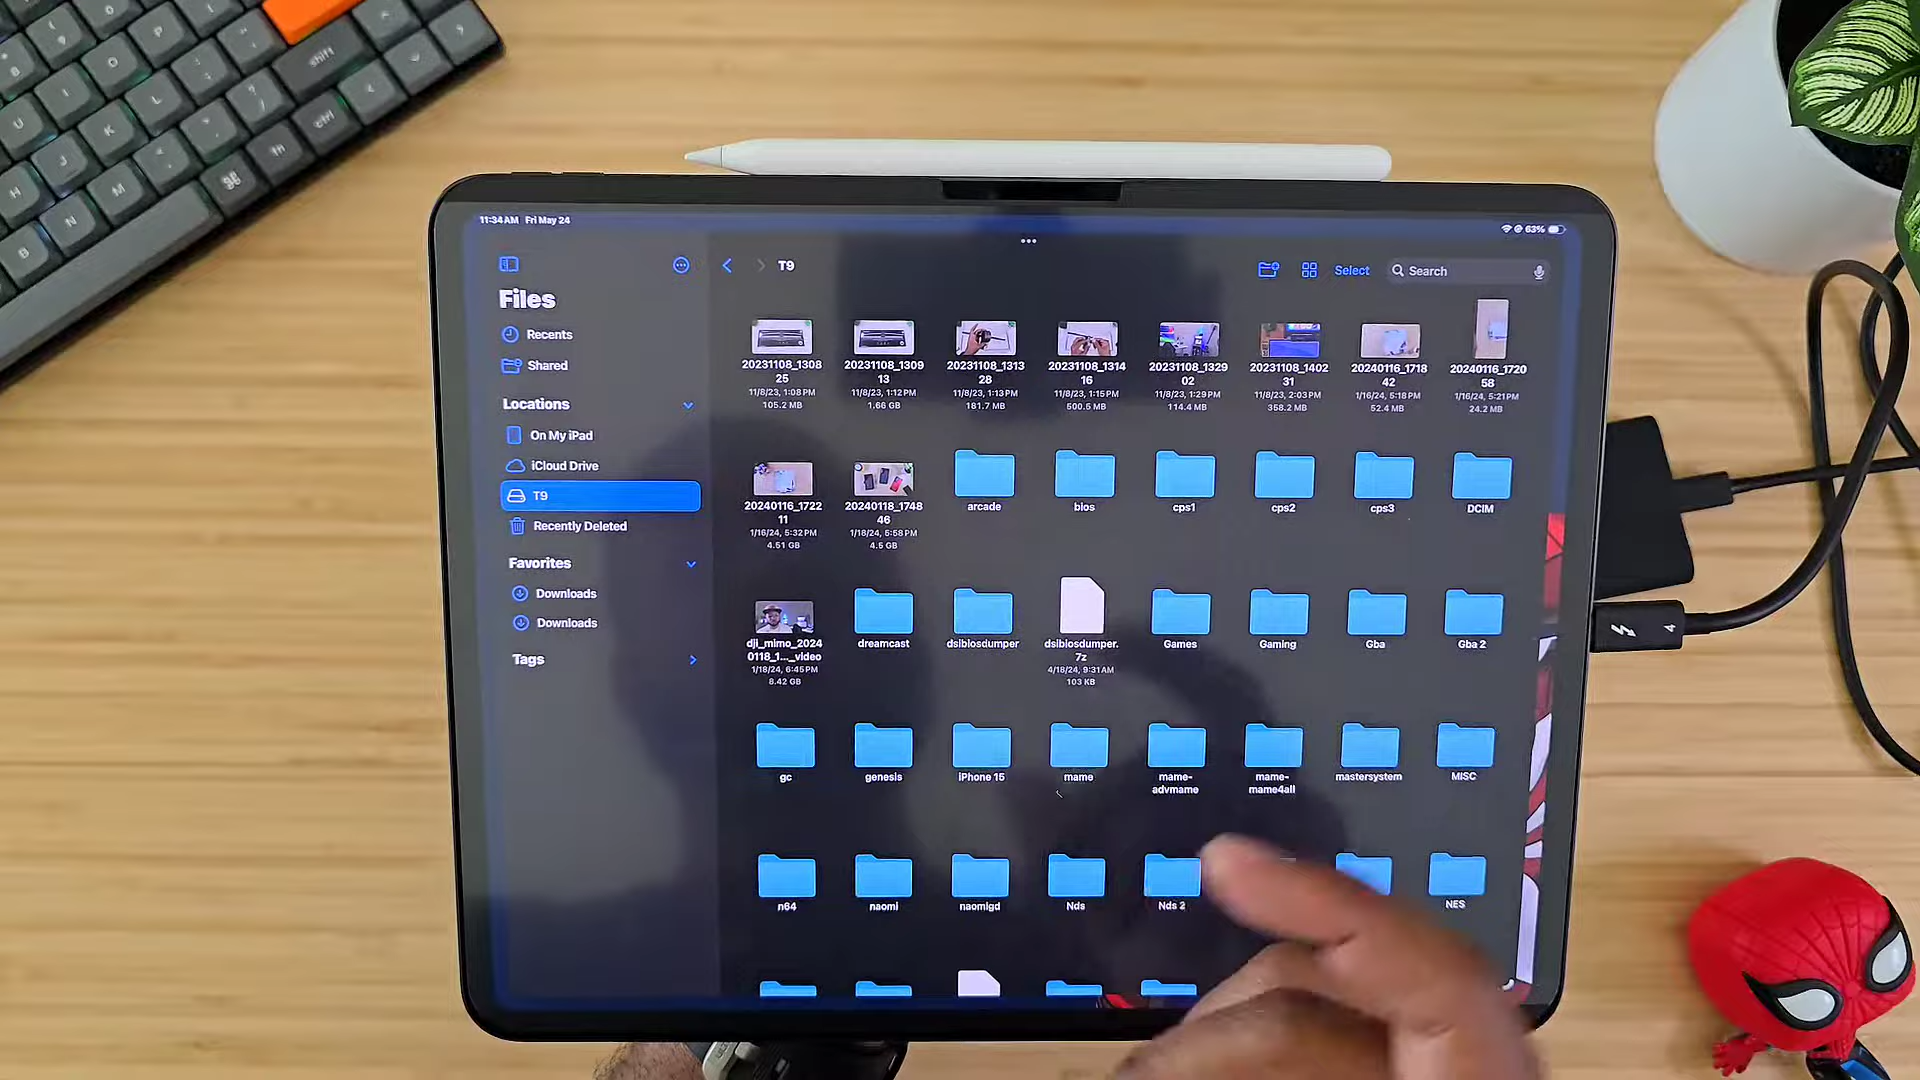 shift
ctrl
fn
P
O
L
I
K
U
J
M
H
N
B
11:34 AM Fri May 24
63%
T9
Select
Search
Files
Recents
Shared
Locations
On My iPad
iCloud Drive
T9
Recently Deleted
Favorites
Downloads
Downloads
Tags
20231108_1308
25
11/8/23, 1:08 PM
105.2 MB
20231108_1309
13
11/8/23, 1:12 PM
1.66 GB
20231108_1313
28
11/8/23, 1:13 PM
181.7 MB
20231108_1314
16
11/8/23, 1:15 PM
500.5 MB
20231108_1329
02
11/8/23, 1:29 PM
114.4 MB
20231108_1402
31
11/8/23, 2:03 PM
358.2 MB
20240116_1718
42
1/16/24, 5:18 PM
52.4 MB
20240116_1720
58
1/16/24, 5:21 PM
24.2 MB
20240116_1722
11
1/16/24, 5:32 PM
4.51 GB
20240118_1748
46
1/18/24, 5:58 PM
4.5 GB
arcade
bios
cps1
cps2
cps3
DCIM
dji_mimo_2024
0118_1..._video
1/18/24, 6:45 PM
8.42 GB
dreamcast
dsibiosdumper
dsibiosdumper.
7z
4/18/24, 9:31 AM
103 KB
Games
Gaming
Gba
Gba 2
gc
genesis
iPhone 15
mame
mame-
advmame
mame-
mame4all
mastersystem
MISC
n64
naomi
naomigd
Nds
Nds 2
NES
4